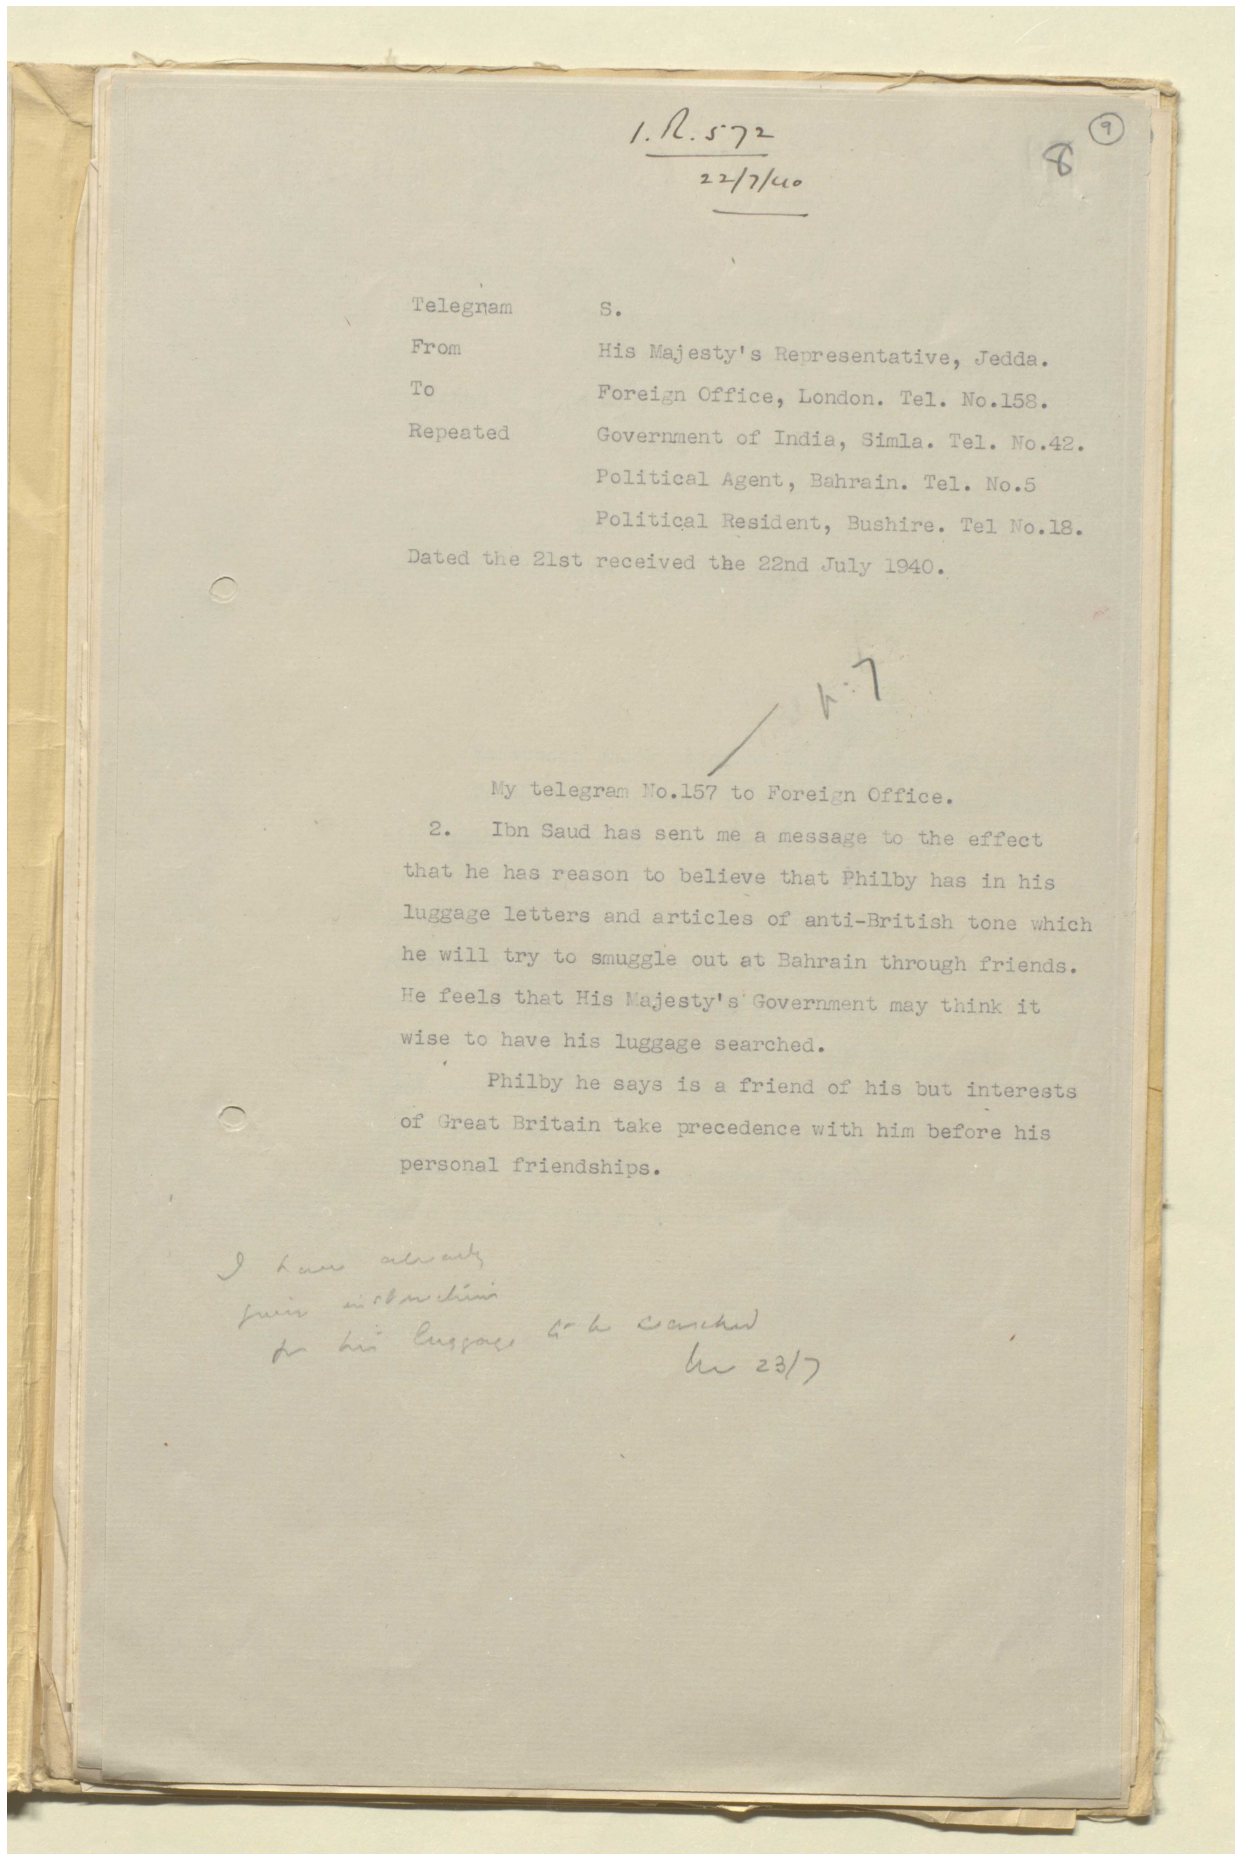 I.R. 572
22/7/40
9
8
Telegram S.
From His Majesty's Representative, Jedda.
To Foreign Office, London. Tel. No.158.
Repeated Government of India, Simla. Tel. No.42.
Political Agent, Bahrain. Tel. No.5
Political Resident, Bushire. Tel No.18.
Dated the 21st received the 22nd July 1940.
p:7
My telegram No.157 to Foreign Office.
2. Ibn Saud has sent me a message to the effect
that he has reason to believe that Philby has in his
luggage letters and articles of anti-British tone which
he will try to smuggle out at Bahrain through friends.
He feels that His Majesty's Government may think it
wise to have his luggage searched.
Philby he says is a friend of his but interests
of Great Britain take precedence with him before his
personal friendships.
I have already
given instructions
for his luggage to be searched
23/7